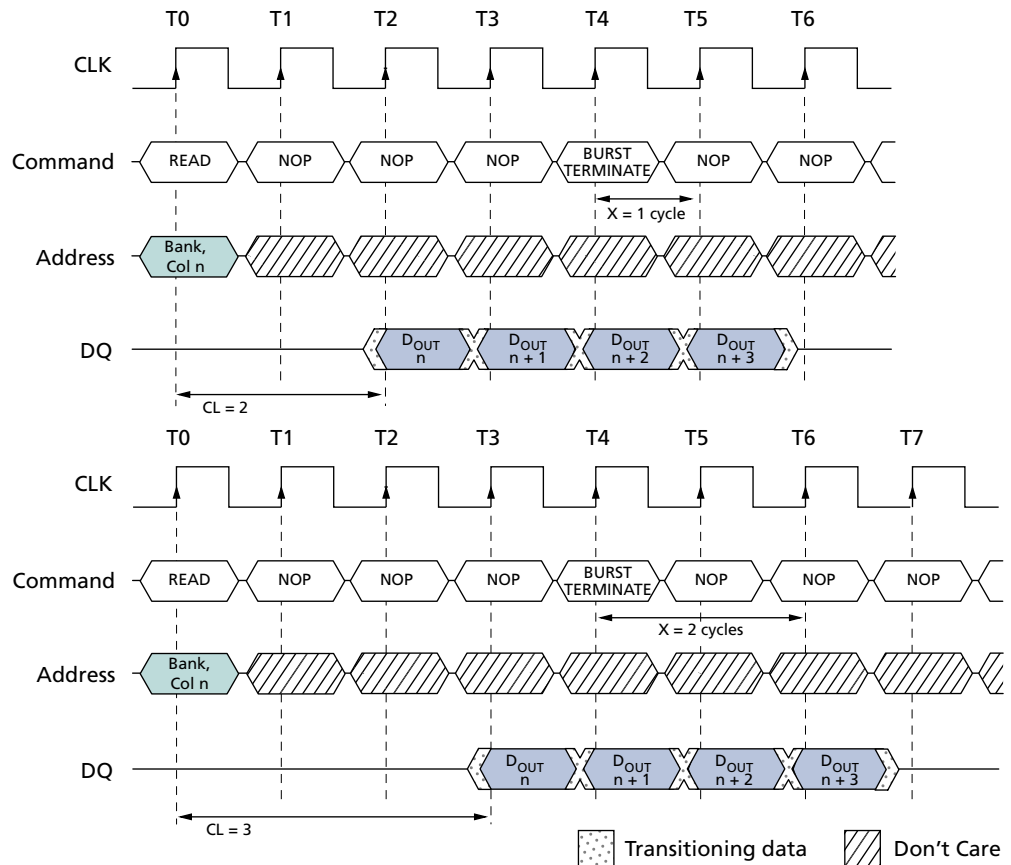 T0 T1 T2 T3 T4 T5 T6
CLK
Command READ NOP NOP NOP BURST TERMINATE NOP NOP
X = 1 cycle
Address Bank, Col n
DQ DOUT n DOUT n + 1 DOUT n + 2 DOUT n + 3
CL = 2
T0 T1 T2 T3 T4 T5 T6 T7
CLK
Command READ NOP NOP NOP BURST TERMINATE NOP NOP NOP
X = 2 cycles
Address Bank, Col n
DQ DOUT n DOUT n + 1 DOUT n + 2 DOUT n + 3
CL = 3
Transitioning data Don't Care